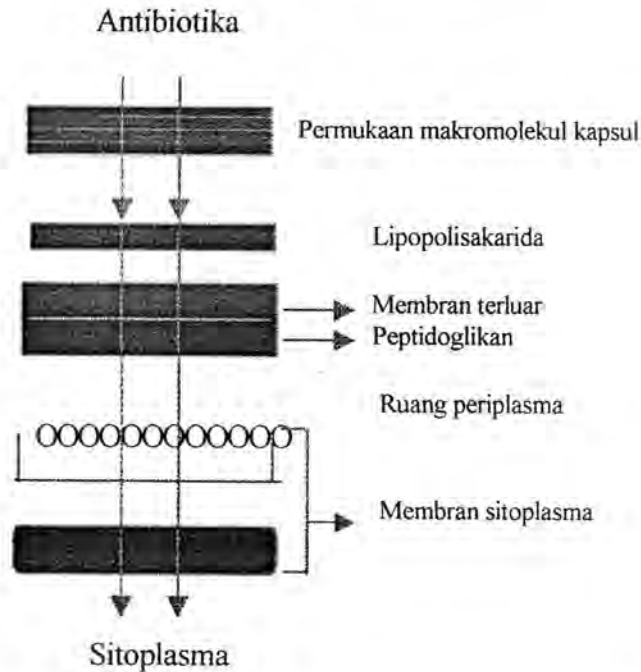 Antibiotika
Permukaan makromolekul kapsul
Lipopolisakarida
Membran terluar
Peptidoglikan
Ruang periplasma
Membran sitoplasma
Sitoplasma